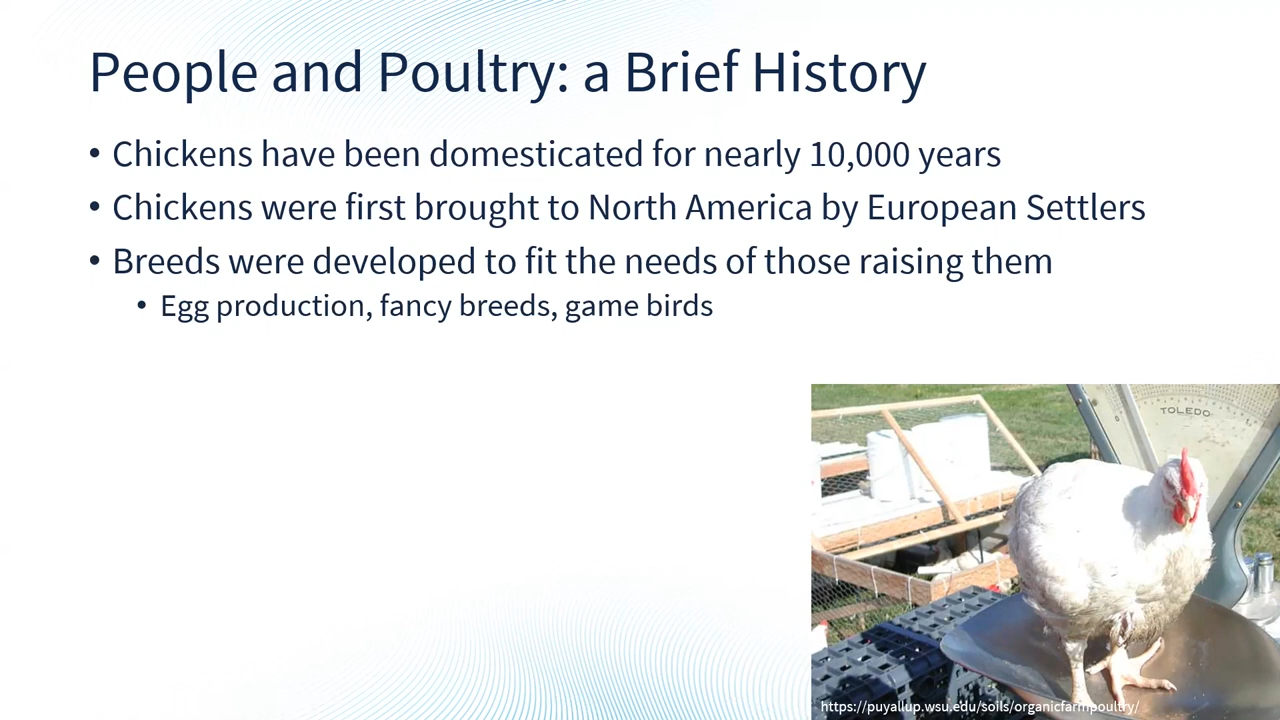 People and Poultry: a Brief History
• Chickens have been domesticated for nearly 10,000 years
• Chickens were first brought to North America by European Settlers
• Breeds were developed to fit the needs of those raising them
• Egg production, fancy breeds, game birds
TOLEDO
https://puyallup.wsu.edu/soils/organicfarmpoultry/